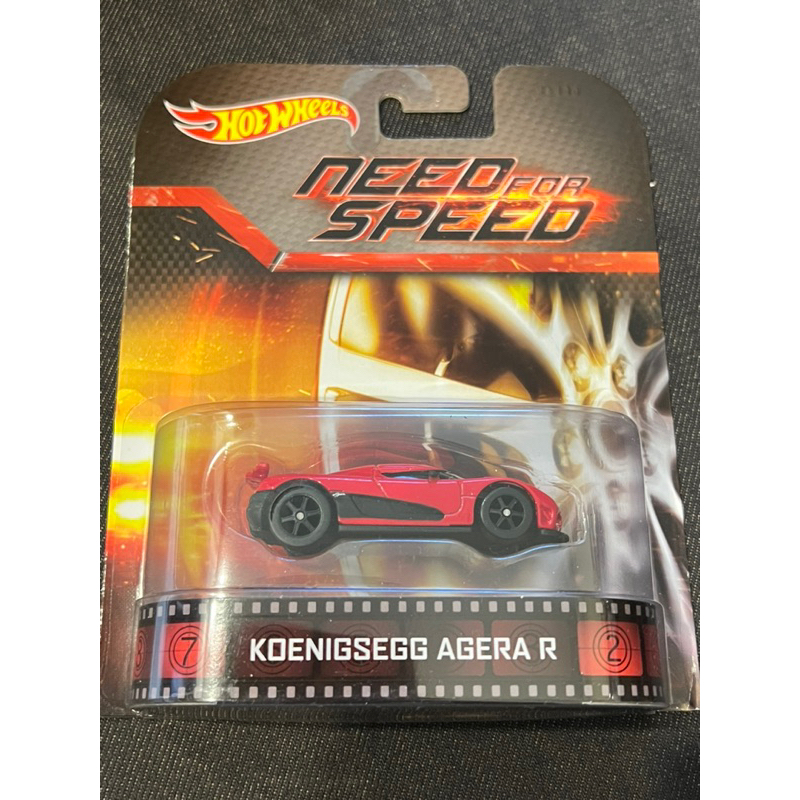 HOT WHEELS
NEED FOR
SPEED
7
KOENIGSEGG AGERA R
2